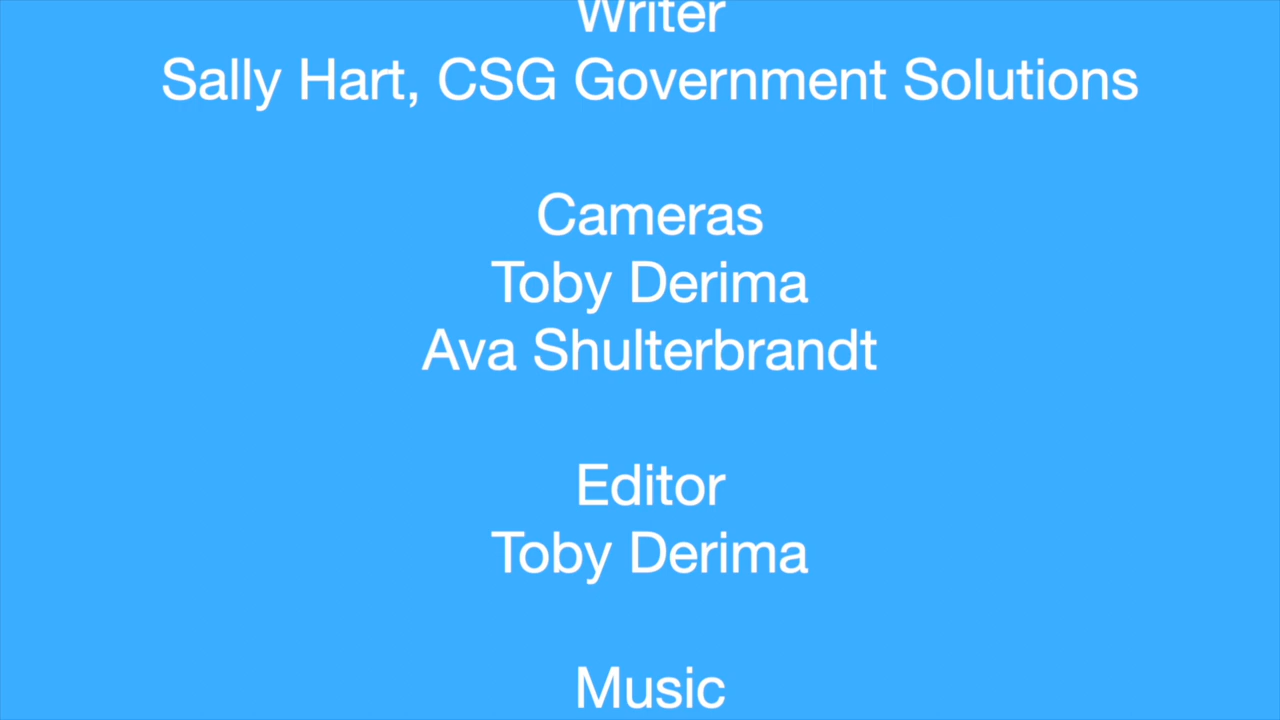 Writer
Sally Hart, CSG Government Solutions
Cameras
Toby Derima
Ava Shulterbrandt
Editor
Toby Derima
Music